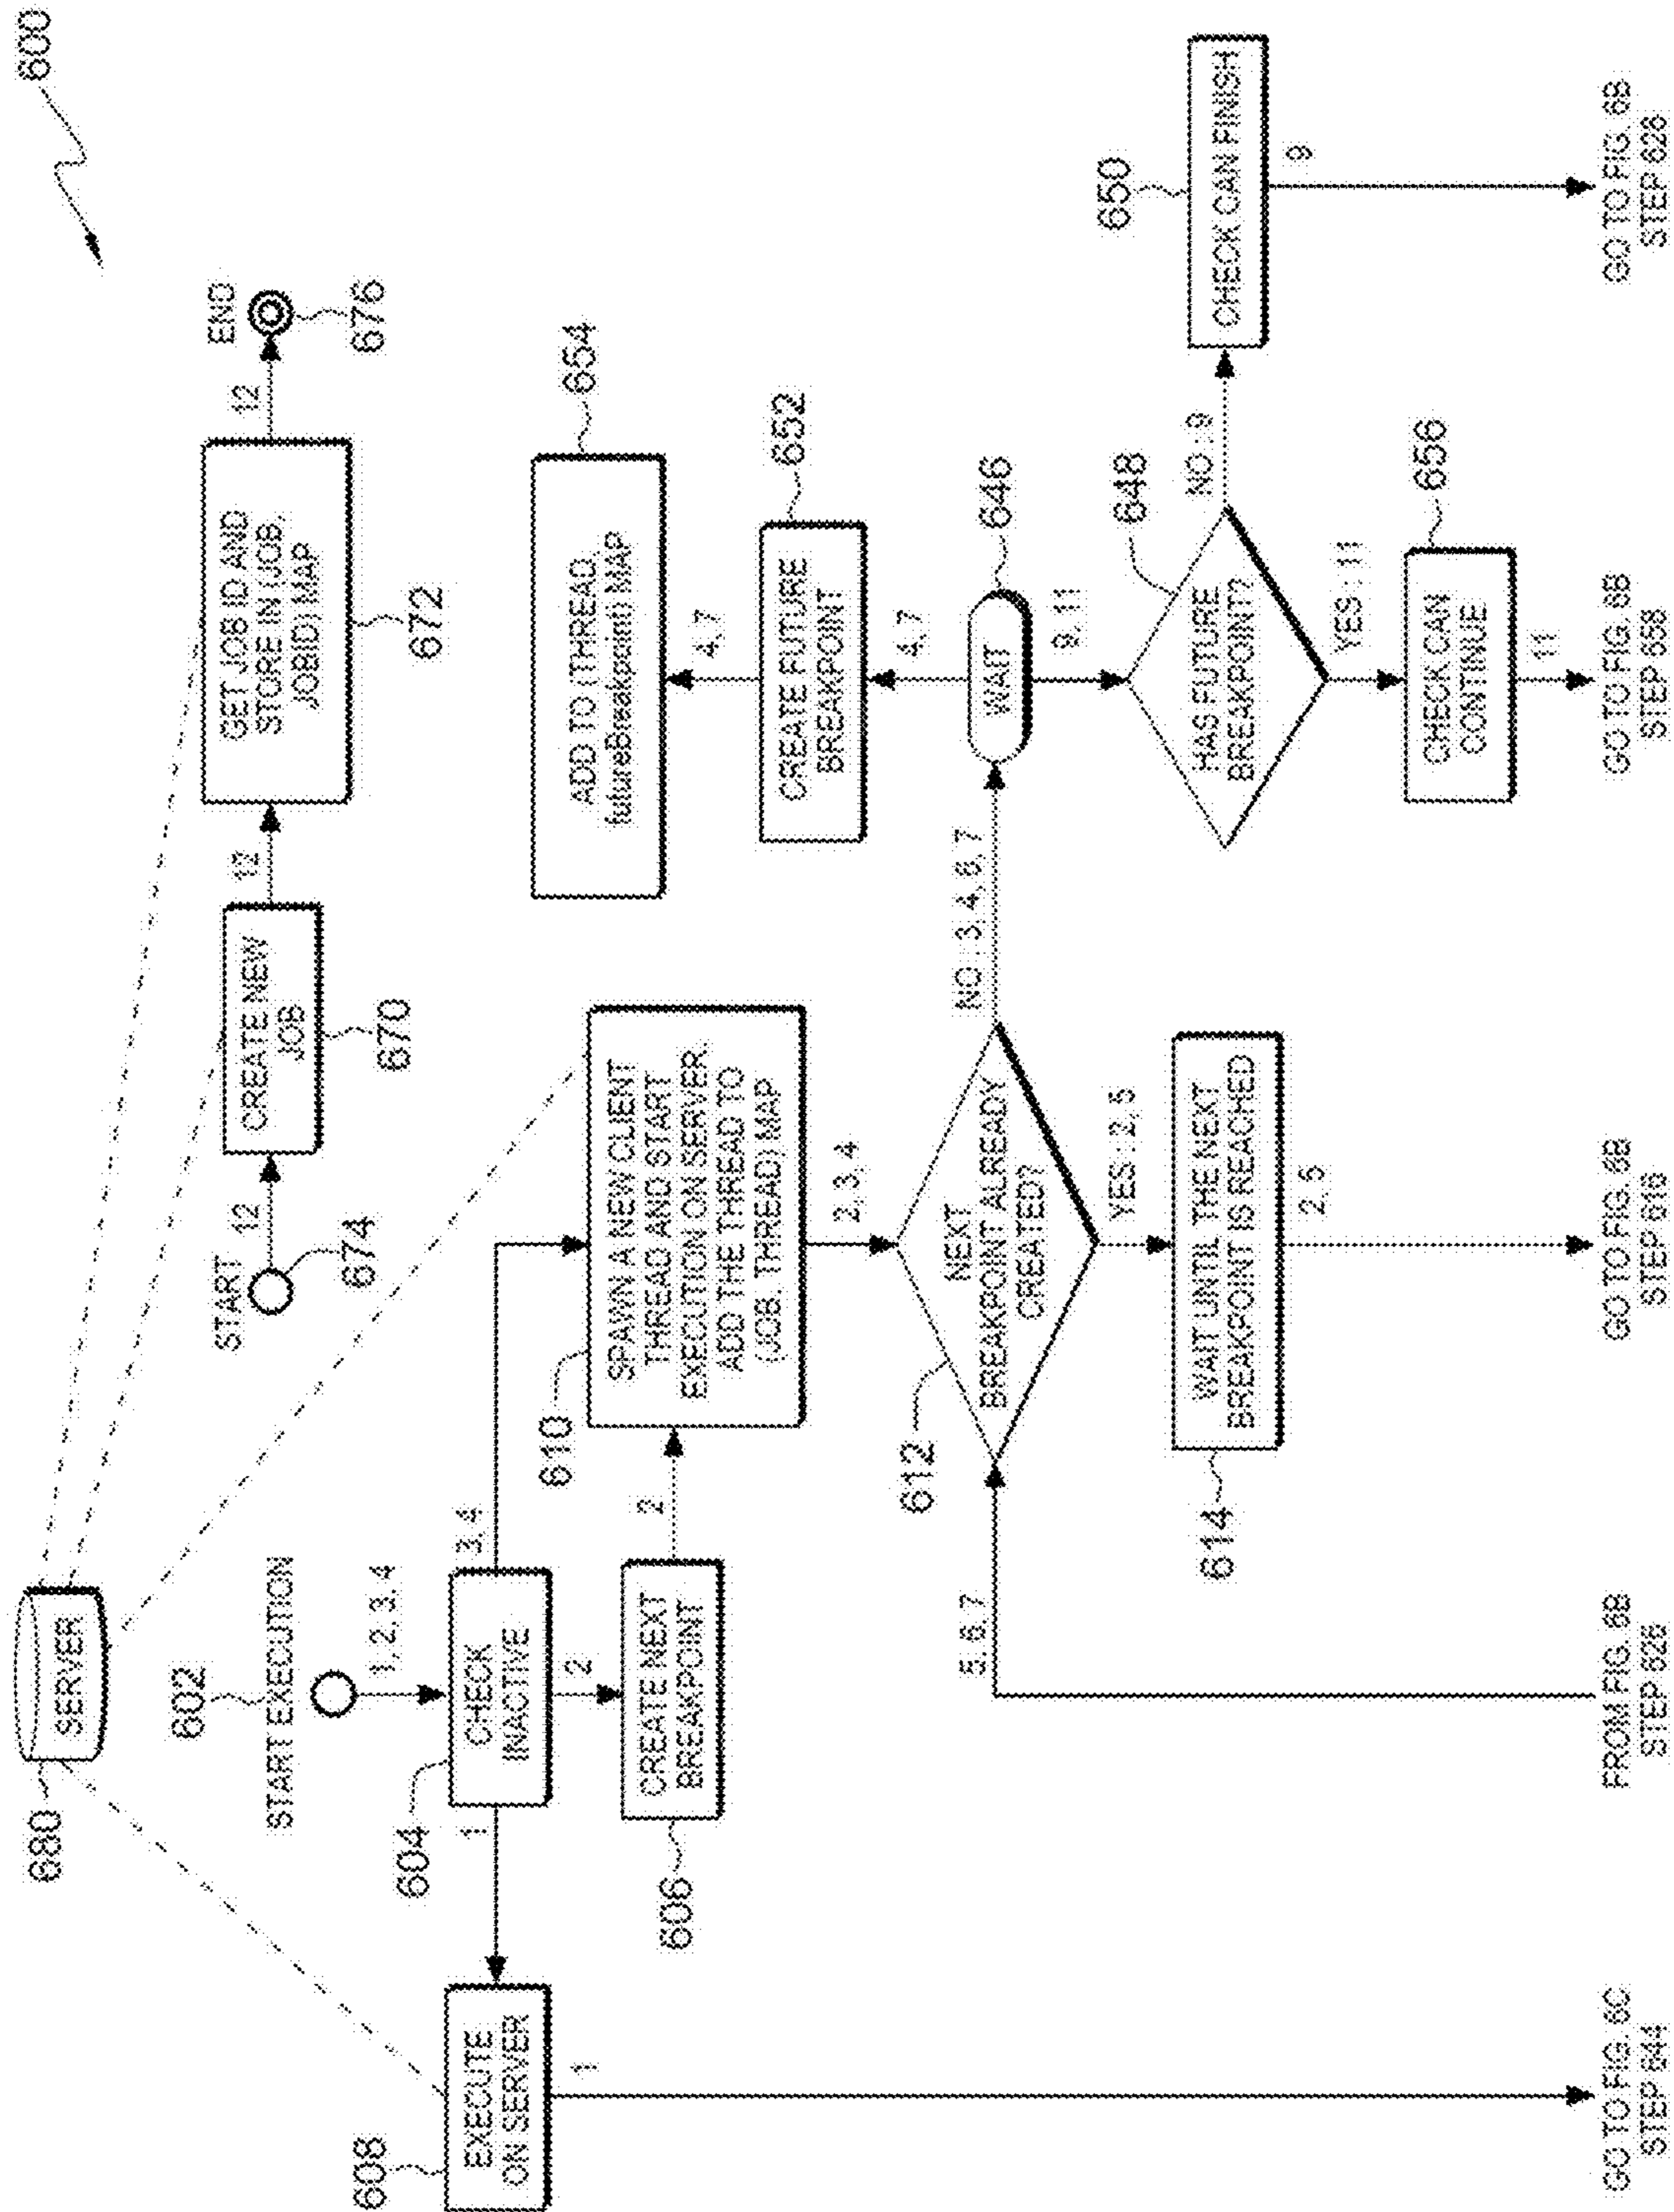 600
680
SERVER
602
START EXECUTION
1, 2, 3, 4
START
674
12
CREATE NEW
JOB
670
12
GET JOB ID AND
STORE IN (JOB,
JOBID) MAP
672
12
END
676
608
EXECUTE
ON SERVER
1
1
604
CHECK
INACTIVE
3, 4
2
606
CREATE NEXT
BREAKPOINT
2
610
SPAWN A NEW CLIENT
THREAD AND START
EXECUTION ON SERVER.
ADD THE THREAD TO
(JOB, THREAD) MAP
2, 3, 4
654
ADD TO (THREAD,
futureBreakpoint) MAP
4, 7
652
CREATE FUTURE
BREAKPOINT
4, 7
5, 6, 7
612
NEXT
BREAKPOINT ALREADY
CREATED?
NO : 3, 4, 6, 7
646
WAIT
9, 11
YES : 2, 5
614
WAIT UNTIL THE NEXT
BREAKPOINT IS REACHED
2, 5
648
HAS FUTURE
BREAKPOINT?
NO : 9
YES : 11
650
CHECK CAN FINISH
9
656
CHECK CAN
CONTINUE
11
GO TO FIG. 6C
STEP 644
FROM FIG. 6B
STEP 626
GO TO FIG. 6B
STEP 616
GO TO FIG. 6B
STEP 658
GO TO FIG. 6B
STEP 628